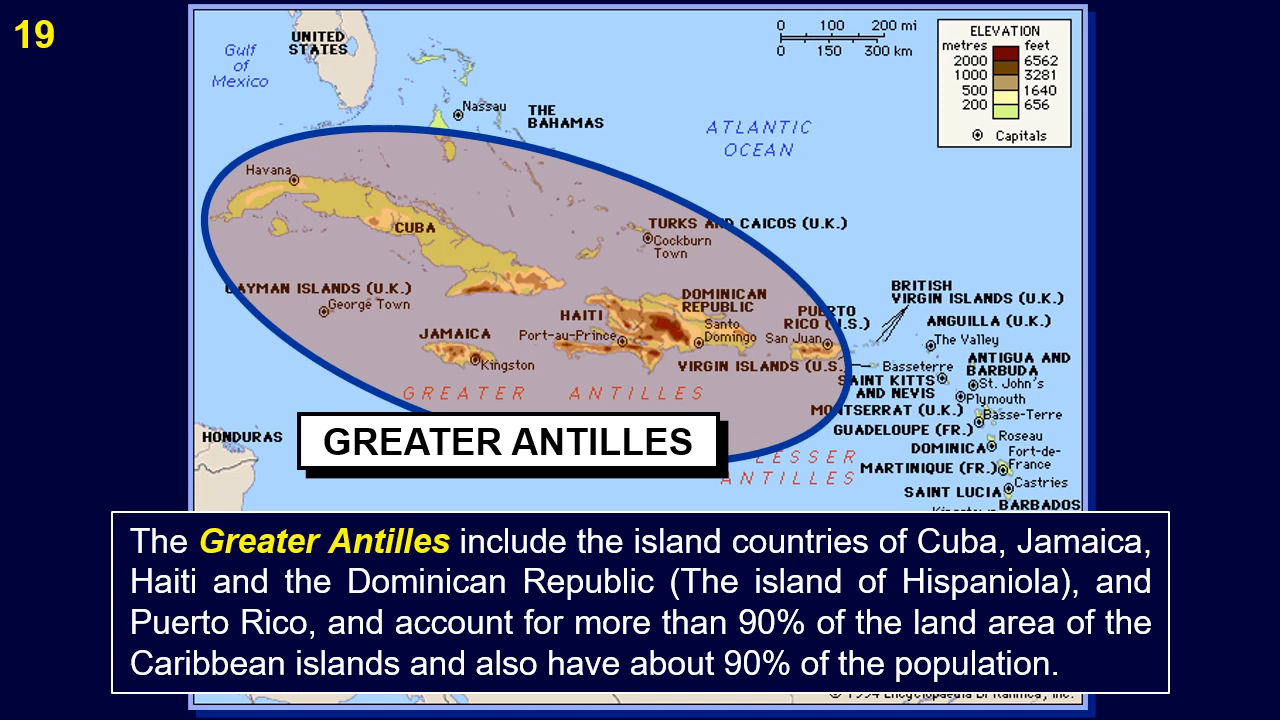 19
UNITED
STATES
Gulf
of
Mexico
0 100 200 mi
0 150 300 km
ELEVATION
metres feet
2000 6562
1000 3281
500 1640
200 656
Capitals
Nassau
THE
BAHAMAS
ATLANTIC
OCEAN
Havana
CUBA
TURKS AND CAICOS (U.K.)
Cockburn
Town
CAYMAN ISLANDS (U.K.)
George Town
DOMINICAN
REPUBLIC
HAITI
Port-au-Prince
Santo
Domingo
JAMAICA
Kingston
PUERTO
RICO (U.S.)
San Juan
BRITISH
VIRGIN ISLANDS (U.K.)
ANGUILLA (U.K.)
The Valley
VIRGIN ISLANDS (U.S.
Basseterre
ANTIGUA AND
BARBUDA
SAINT KITTS
AND NEVIS
St. John's
Plymouth
MONTSERRAT (U.K.)
Basse-Terre
GUADELOUPE (FR.)
GREATER ANTILLES
HONDURAS
GREATER ANTILLES
LESSER
ANTILLES
DOMINICA
Roseau
MARTINIQUE (FR.)
Fort-de-
France
SAINT LUCIA
Castries
BARBADOS
The Greater Antilles include the island countries of Cuba, Jamaica,
Haiti and the Dominican Republic (The island of Hispaniola), and
Puerto Rico, and account for more than 90% of the land area of the
Caribbean islands and also have about 90% of the population.
© 1994 Encyclopaedia Britannica, Inc.